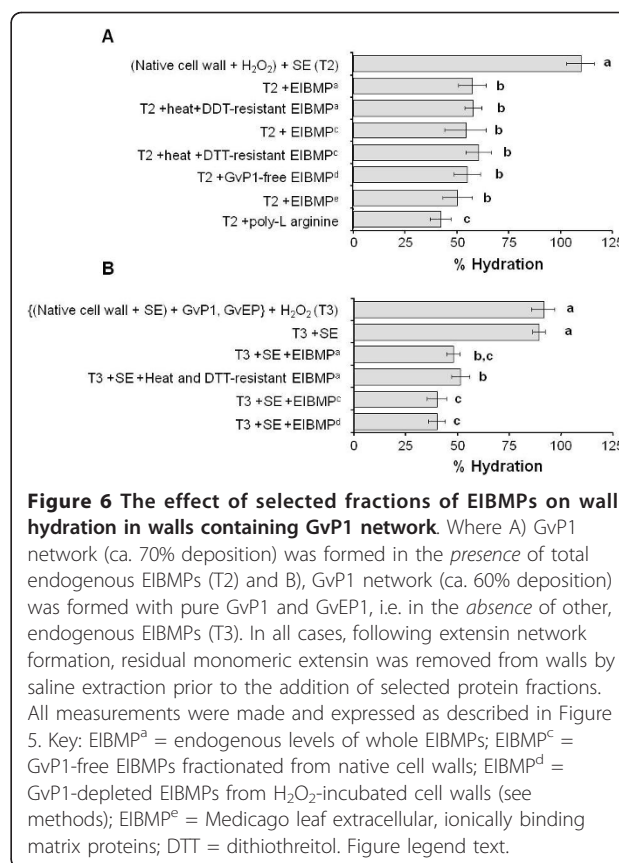 A
(Native cell wall + H₂O₂) + SE (T2)
a
T2 +EIBMPᵃ
b
T2 +heat+DDT-resistant EIBMPᵃ
b
T2 + EIBMPᶜ
b
T2 +heat +DTT-resistant EIBMPᶜ
b
T2 +GvP1-free EIBMPᵈ
b
T2 +EIBMPᵉ
b
T2 +poly-L arginine
c
0 25 50 75 100
% Hydration
B
{(Native cell wall + SE) + GvP1, GvEP} + H₂O₂ (T3)
a
T3 +SE
a
T3 +SE +EIBMPᵃ
b,c
T3 +SE +Heat and DTT-resistant EIBMPᵃ
b
T3 +SE +EIBMPᶜ
c
T3 +SE +EIBMPᵈ
c
0 25 50 75 100
% Hydration
Figure 6 The effect of selected fractions of EIBMPs on wall
hydration in walls containing GvP1 network. Where A) GvP1
network (ca. 70% deposition) was formed in the presence of total
endogenous EIBMPs (T2) and B), GvP1 network (ca. 60% deposition)
was formed with pure GvP1 and GvEP1, i.e. in the absence of other,
endogenous EIBMPs (T3). In all cases, following extensin network
formation, residual monomeric extensin was removed from walls by
saline extraction prior to the addition of selected protein fractions.
All measurements were made and expressed as described in Figure
5. Key: EIBMPᵃ = endogenous levels of whole EIBMPs; EIBMPᶜ =
GvP1-free EIBMPs fractionated from native cell walls; EIBMPᵈ =
GvP1-depleted EIBMPs from H₂O₂-incubated cell walls (see
methods); EIBMPᵉ = Medicago leaf extracellular, ionically binding
matrix proteins; DTT = dithiothreitol. Figure legend text.